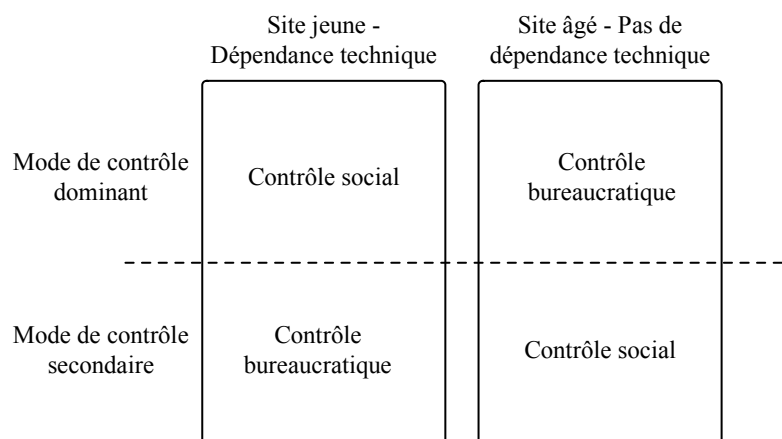 Site jeune -
Dépendance technique
Site âgé - Pas de
dépendance technique
Mode de contrôle
dominant
Contrôle social
Contrôle
bureaucratique
Mode de contrôle
secondaire
Contrôle
bureaucratique
Contrôle social